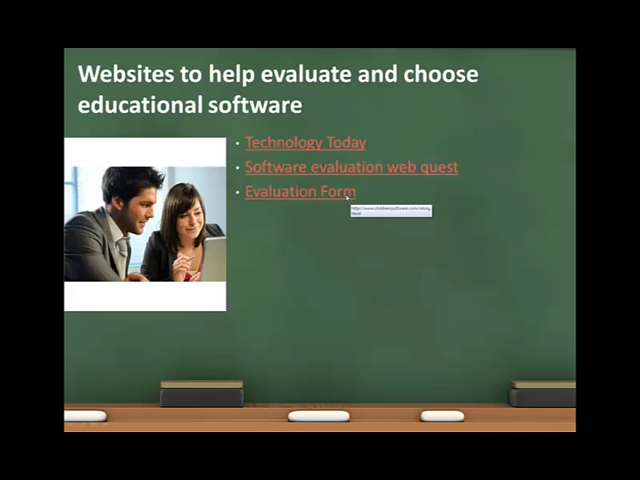 Websites to help evaluate and choose
educational software
Technology Today
Software evaluation web quest
Evaluation Form